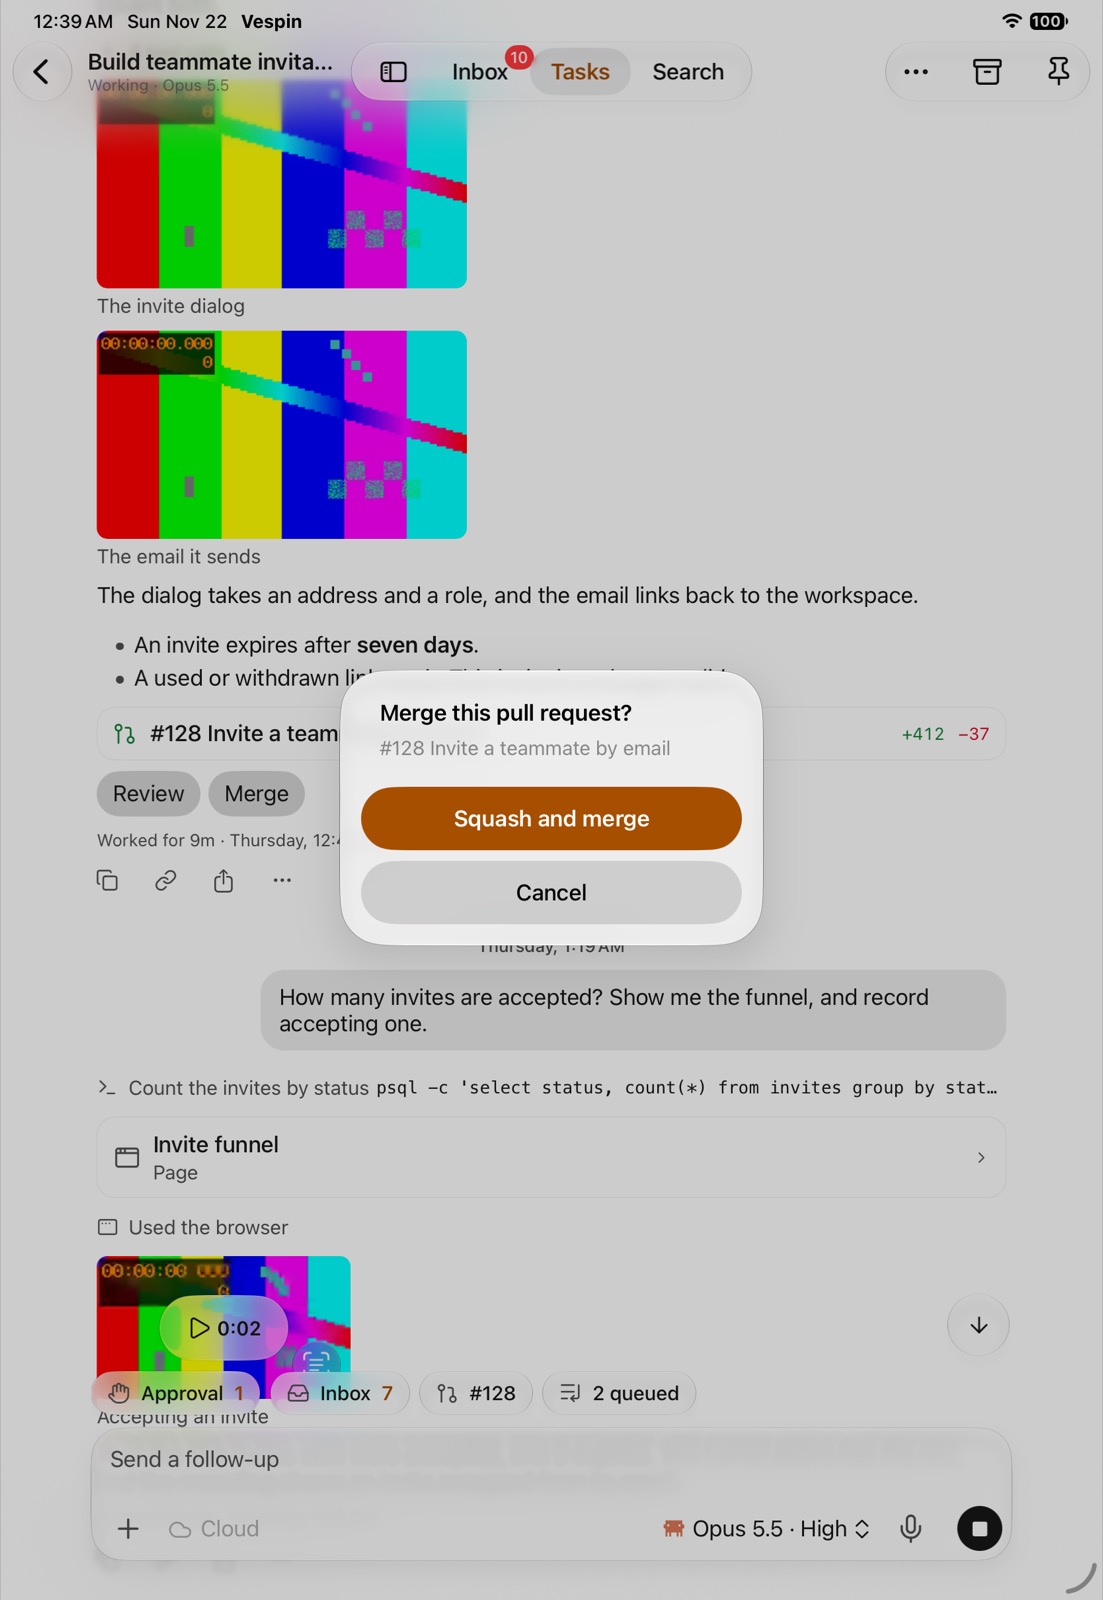 12:39 AM Sun Nov 22 Vespin
Build teammate invita...
Working · Opus 5.5
Inbox 10
Tasks
Search
0
The invite dialog
00:00:00.000
0
The email it sends
The dialog takes an address and a role, and the email links back to the workspace.
• An invite expires after seven days.
• A used or withdrawn
#128 Invite a team
+412 −37
Merge this pull request?
#128 Invite a teammate by email
Squash and merge
Cancel
Review
Merge
Worked for 9m · Thursday, 12:
Thursday, 1:19 AM
How many invites are accepted? Show me the funnel, and record
accepting one.
Count the invites by status psql -c 'select status, count(*) from invites group by stat…
Invite funnel
Page
Used the browser
0:02
Approval 1
Inbox 7
#128
2 queued
Accepting an invite
Send a follow-up
Cloud
Opus 5.5 · High
100